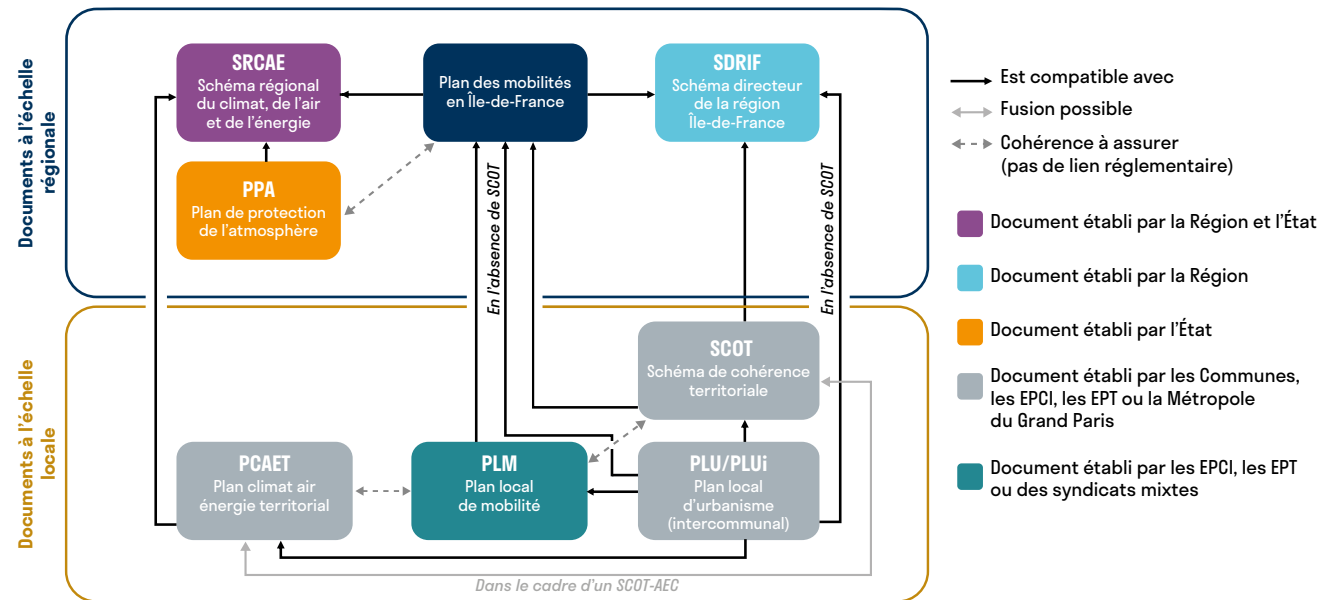 Documents à l'échelle
régionale
SRCAE
Schéma régional
du climat, de l'air
et de l'énergie
Plan des mobilités
en Île-de-France
SDRIF
Schéma directeur
de la région
Île-de-France
PPA
Plan de protection
de l'atmosphère
En l'absence de SCOT
En l'absence de SCOT
Documents à l'échelle
locale
SCOT
Schéma de cohérence
territoriale
PCAET
Plan climat air
énergie territorial
PLM
Plan local
de mobilité
PLU/PLUi
Plan local
d'urbanisme
(intercommunal)
Dans le cadre d'un SCOT-AEC
Est compatible avec
Fusion possible
Cohérence à assurer
(pas de lien réglementaire)
Document établi par la Région et l'État
Document établi par la Région
Document établi par l'État
Document établi par les Communes,
les EPCI, les EPT ou la Métropole
du Grand Paris
Document établi par les EPCI, les EPT
ou des syndicats mixtes